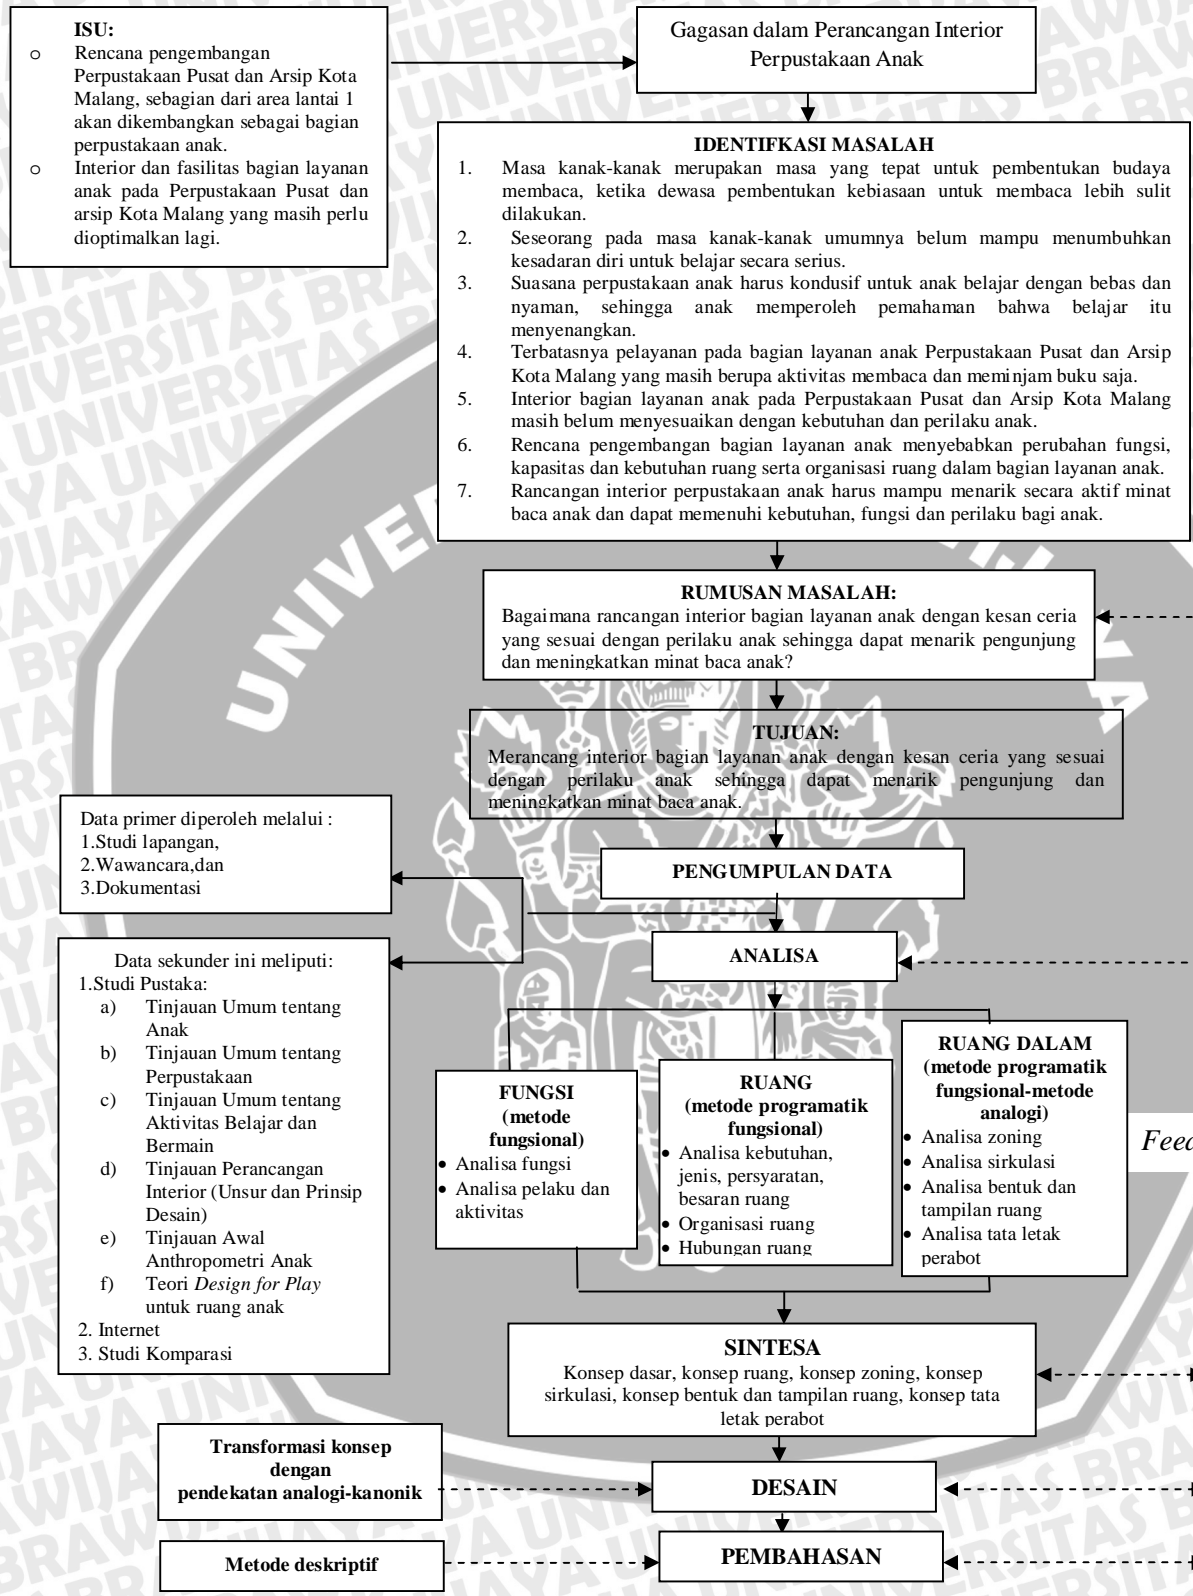 ISU:
o Rencana pengembangan
Perpustakaan Pusat dan Arsip Kota
Malang, sebagian dari area lantai 1
akan dikembangkan sebagai bagian
perpustakaan anak.
o Interior dan fasilitas bagian layanan
anak pada Perpustakaan Pusat dan
arsip Kota Malang yang masih perlu
dioptimalkan lagi.
Gagasan dalam Perancangan Interior
Perpustakaan Anak
IDENTIFKASI MASALAH
1. Masa kanak-kanak merupakan masa yang tepat untuk pembentukan budaya
membaca, ketika dewasa pembentukan kebiasaan untuk membaca lebih sulit
dilakukan.
2. Seseorang pada masa kanak-kanak umumnya belum mampu menumbuhkan
kesadaran diri untuk belajar secara serius.
3. Suasana perpustakaan anak harus kondusif untuk anak belajar dengan bebas dan
nyaman, sehingga anak memperoleh pemahaman bahwa belajar itu
menyenangkan.
4. Terbatasnya pelayanan pada bagian layanan anak Perpustakaan Pusat dan Arsip
Kota Malang yang masih berupa aktivitas membaca dan meminjam buku saja.
5. Interior bagian layanan anak pada Perpustakaan Pusat dan Arsip Kota Malang
masih belum menyesuaikan dengan kebutuhan dan perilaku anak.
6. Rencana pengembangan bagian layanan anak menyebabkan perubahan fungsi,
kapasitas dan kebutuhan ruang serta organisasi ruang dalam bagian layanan anak.
7. Rancangan interior perpustakaan anak harus mampu menarik secara aktif minat
baca anak dan dapat memenuhi kebutuhan, fungsi dan perilaku bagi anak.
RUMUSAN MASALAH:
Bagaimana rancangan interior bagian layanan anak dengan kesan ceria
yang sesuai dengan perilaku anak sehingga dapat menarik pengunjung
dan meningkatkan minat baca anak?
TUJUAN:
Merancang interior bagian layanan anak dengan kesan ceria yang sesuai
dengan perilaku anak sehingga dapat menarik pengunjung dan
meningkatkan minat baca anak.
Data primer diperoleh melalui :
1.Studi lapangan,
2.Wawancara,dan
3.Dokumentasi
PENGUMPULAN DATA
ANALISA
Data sekunder ini meliputi:
1.Studi Pustaka:
a) Tinjauan Umum tentang
Anak
b) Tinjauan Umum tentang
Perpustakaan
c) Tinjauan Umum tentang
Aktivitas Belajar dan
Bermain
d) Tinjauan Perancangan
Interior (Unsur dan Prinsip
Desain)
e) Tinjauan Awal
Anthropometri Anak
f) Teori Design for Play
untuk ruang anak
2. Internet
3. Studi Komparasi
FUNGSI
(metode
fungsional)
• Analisa fungsi
• Analisa pelaku dan
aktivitas
RUANG
(metode programatik
fungsional)
• Analisa kebutuhan,
jenis, persyaratan,
besaran ruang
• Organisasi ruang
• Hubungan ruang
RUANG DALAM
(metode programatik
fungsional-metode
analogi)
• Analisa zoning
• Analisa sirkulasi
• Analisa bentuk dan
tampilan ruang
• Analisa tata letak
perabot
SINTESA
Konsep dasar, konsep ruang, konsep zoning, konsep
sirkulasi, konsep bentuk dan tampilan ruang, konsep tata
letak perabot
Transformasi konsep
dengan
pendekatan analogi-kanonik
DESAIN
Metode deskriptif
PEMBAHASAN